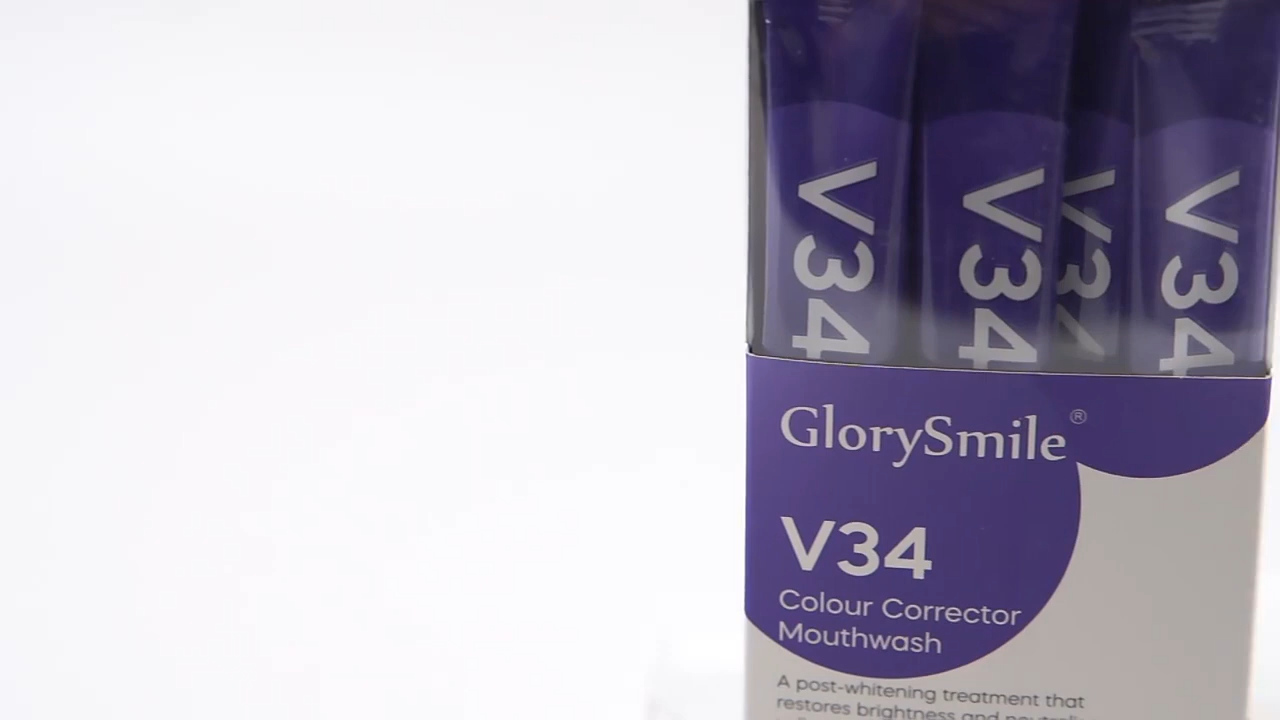 V34
V34
V34
V34
GlorySmile®
V34
Colour Corrector
Mouthwash
A post-whitening treatment that
restores brightness and